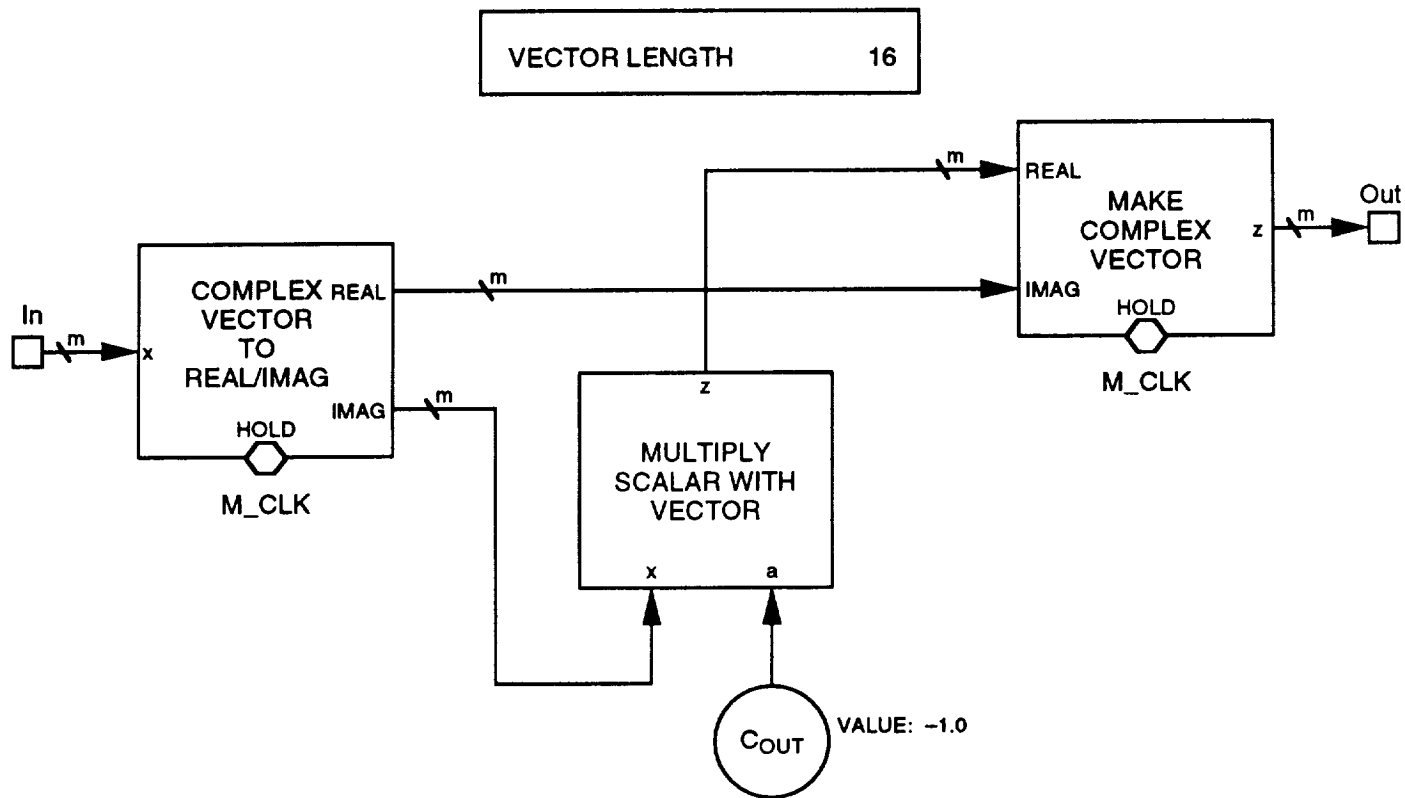 VECTOR LENGTH 16
m
REAL
MAKE
COMPLEX
VECTOR
z
m
Out
IMAG
HOLD
M_CLK
In
m
x
COMPLEX
VECTOR
TO
REAL/IMAG
REAL
m
IMAG
m
HOLD
M_CLK
z
MULTIPLY
SCALAR WITH
VECTOR
x a
COUT
VALUE: –1.0